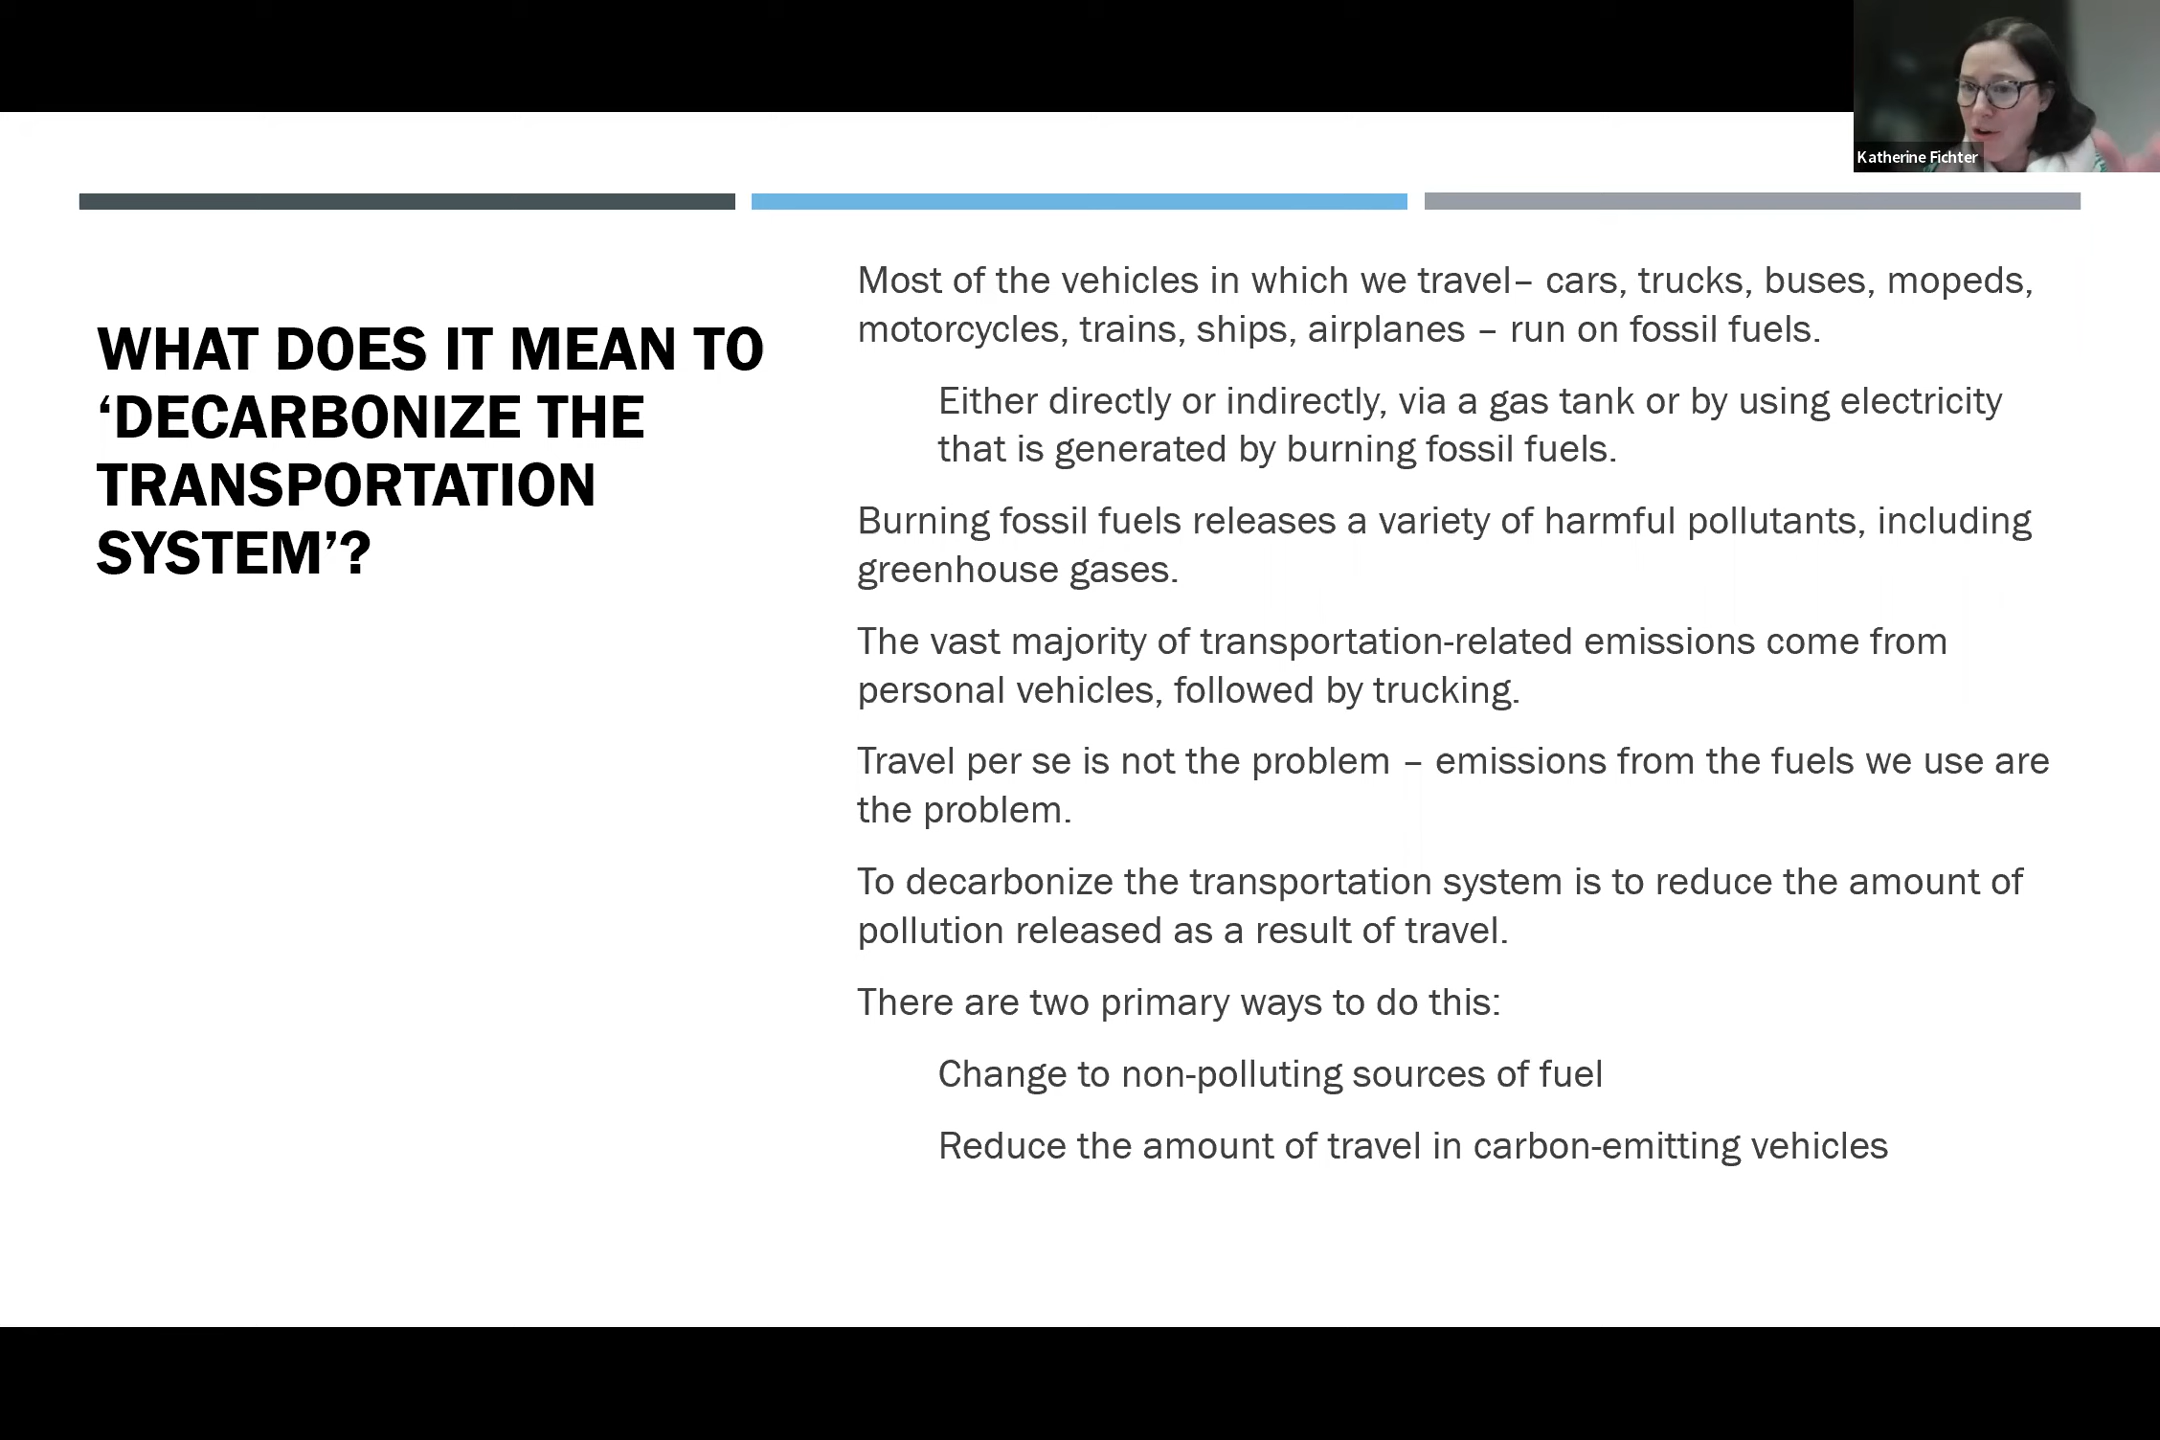 Katherine Fichter
WHAT DOES IT MEAN TO
‘DECARBONIZE THE
TRANSPORTATION
SYSTEM’?
Most of the vehicles in which we travel– cars, trucks, buses, mopeds,
motorcycles, trains, ships, airplanes – run on fossil fuels.
Either directly or indirectly, via a gas tank or by using electricity
that is generated by burning fossil fuels.
Burning fossil fuels releases a variety of harmful pollutants, including
greenhouse gases.
The vast majority of transportation-related emissions come from
personal vehicles, followed by trucking.
Travel per se is not the problem – emissions from the fuels we use are
the problem.
To decarbonize the transportation system is to reduce the amount of
pollution released as a result of travel.
There are two primary ways to do this:
Change to non-polluting sources of fuel
Reduce the amount of travel in carbon-emitting vehicles